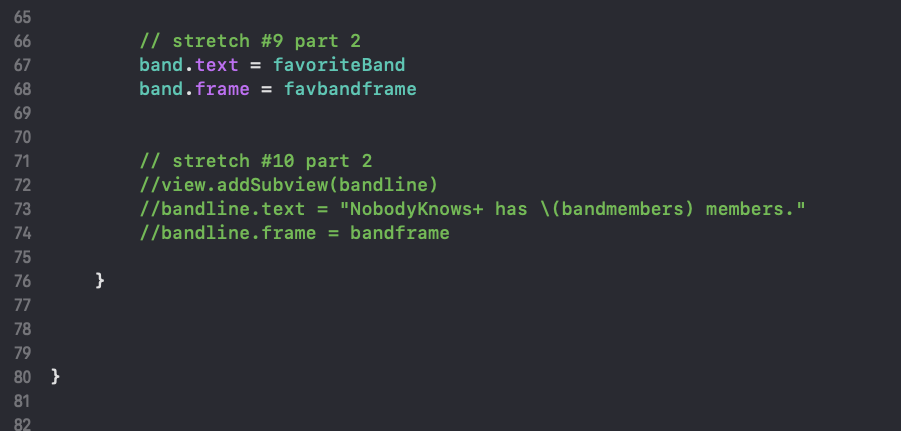 65
66 // stretch #9 part 2
67 band.text = favoriteBand
68 band.frame = favbandframe
69
70
71 // stretch #10 part 2
72 //view.addSubview(bandline)
73 //bandline.text = "NobodyKnows+ has \(bandmembers) members."
74 //bandline.frame = bandframe
75
76 }
77
78
79
80 }
81
82